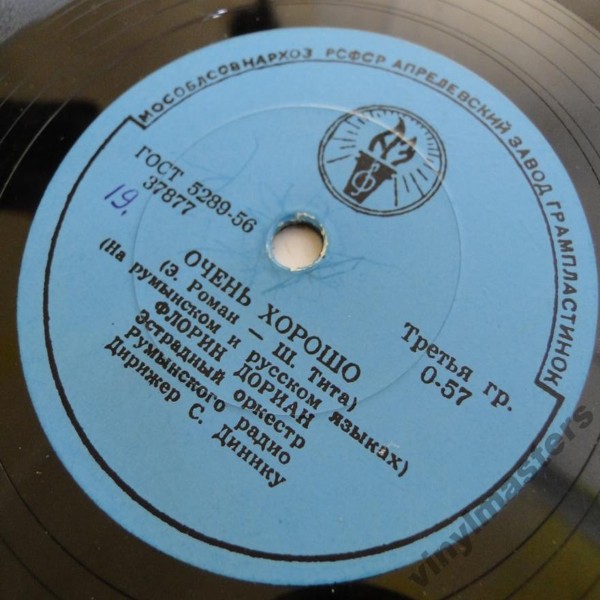 МОСОБЛСОВНАРХОЗ РСФСР АПРЕЛЕВСКИЙ ЗАВОД ГРАМПЛАСТИНОК
ГОСТ 5289-56
37877
19.
Третья гр.
0-57
ОЧЕНЬ ХОРОШО
(Э. Роман — Ш. Тита)
(На румынском и русском языках)
ФЛОРИН ДОРИАН
Эстрадный оркестр
Румынского радио
Дирижер С. Динику
vinylmasters